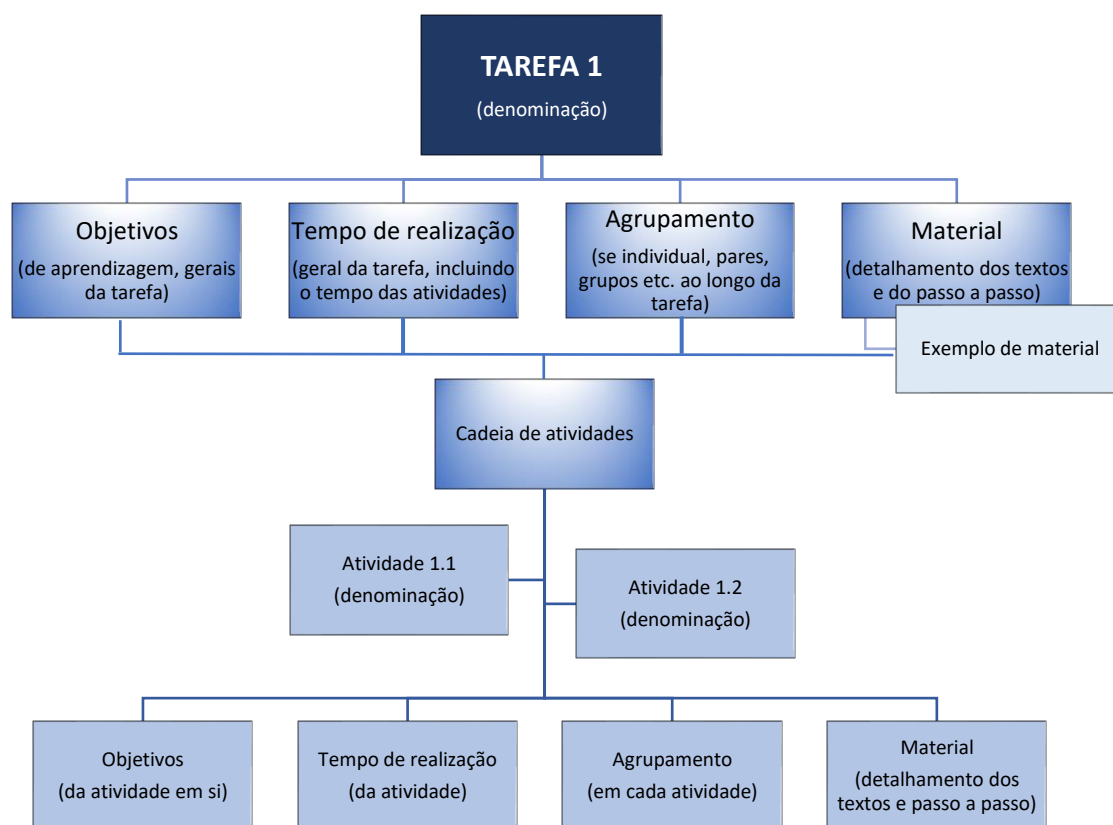 TAREFA 1
(denominação)
Objetivos
(de aprendizagem, gerais
da tarefa)
Tempo de realização
(geral da tarefa, incluindo
o tempo das atividades)
Agrupamento
(se individual, pares,
grupos etc. ao longo da
tarefa)
Material
(detalhamento dos textos
e do passo a passo)
Exemplo de material
Cadeia de atividades
Atividade 1.1
(denominação)
Atividade 1.2
(denominação)
Objetivos
(da atividade em si)
Tempo de realização
(da atividade)
Agrupamento
(em cada atividade)
Material
(detalhamento dos
textos e passo a passo)